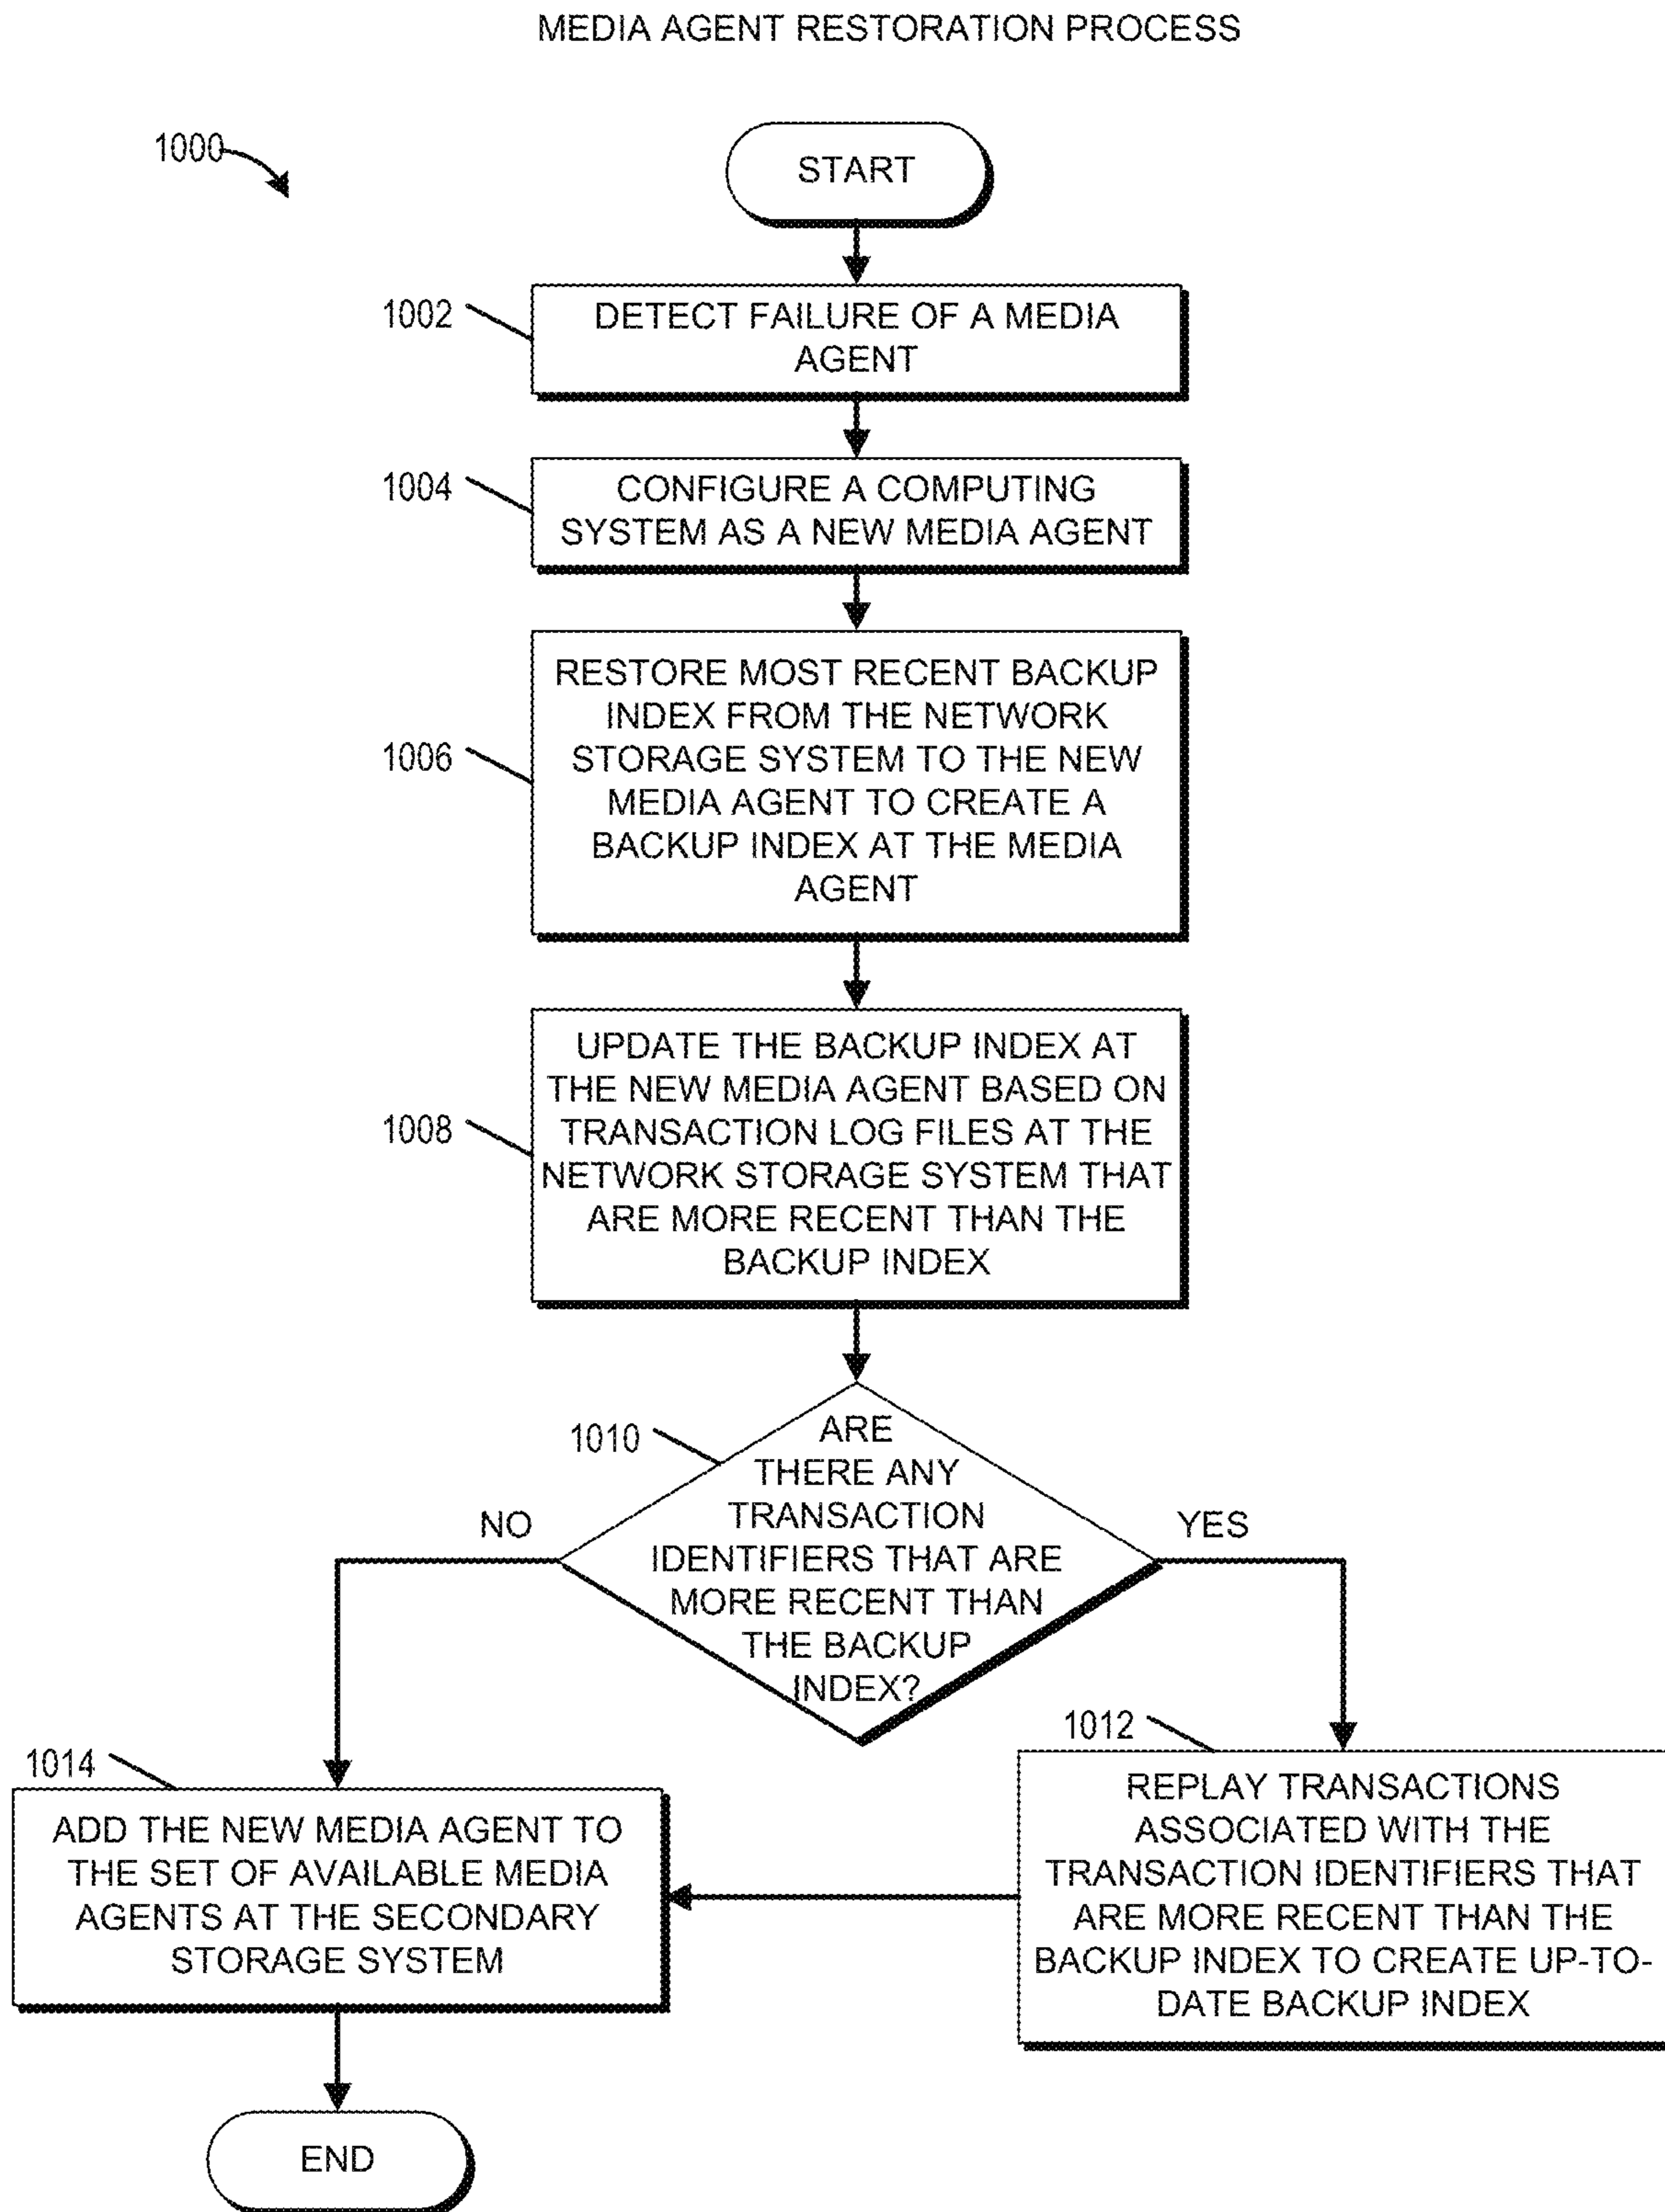 MEDIA AGENT RESTORATION PROCESS
1000
START
1002
DETECT FAILURE OF A MEDIA
AGENT
1004
CONFIGURE A COMPUTING
SYSTEM AS A NEW MEDIA AGENT
1006
RESTORE MOST RECENT BACKUP
INDEX FROM THE NETWORK
STORAGE SYSTEM TO THE NEW
MEDIA AGENT TO CREATE A
BACKUP INDEX AT THE MEDIA
AGENT
1008
UPDATE THE BACKUP INDEX AT
THE NEW MEDIA AGENT BASED ON
TRANSACTION LOG FILES AT THE
NETWORK STORAGE SYSTEM THAT
ARE MORE RECENT THAN THE
BACKUP INDEX
1010
ARE
THERE ANY
TRANSACTION
IDENTIFIERS THAT ARE
MORE RECENT THAN
THE BACKUP
INDEX?
NO
YES
1012
REPLAY TRANSACTIONS
ASSOCIATED WITH THE
TRANSACTION IDENTIFIERS THAT
ARE MORE RECENT THAN THE
BACKUP INDEX TO CREATE UP-TO-
DATE BACKUP INDEX
1014
ADD THE NEW MEDIA AGENT TO
THE SET OF AVAILABLE MEDIA
AGENTS AT THE SECONDARY
STORAGE SYSTEM
END